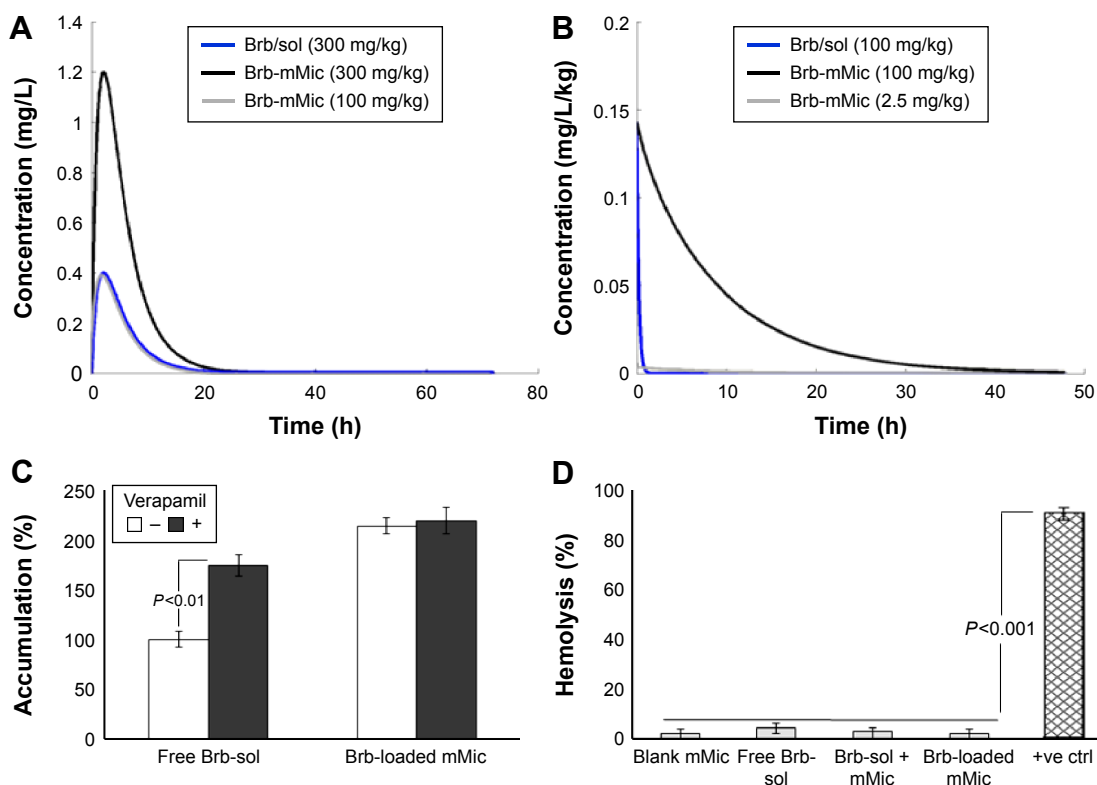 A
Concentration (mg/L)
1.4
1.2
1
0.8
0.6
0.4
0.2
0
Brb/sol (300 mg/kg)
Brb-mMic (300 mg/kg)
Brb-mMic (100 mg/kg)
0
20
40
60
80
Time (h)
B
Concentration (mg/L/kg)
0.2
0.15
0.1
0.05
0
Brb/sol (100 mg/kg)
Brb-mMic (100 mg/kg)
Brb-mMic (2.5 mg/kg)
0
10
20
30
40
50
Time (h)
C
Accumulation (%)
250
200
150
100
50
0
Verapamil
– +
P<0.01
Free Brb-sol
Brb-loaded mMic
D
Hemolysis (%)
100
80
60
40
20
0
P<0.001
Blank mMic
Free Brb-
sol
Brb-sol +
mMic
Brb-loaded
mMic
+ve ctrl